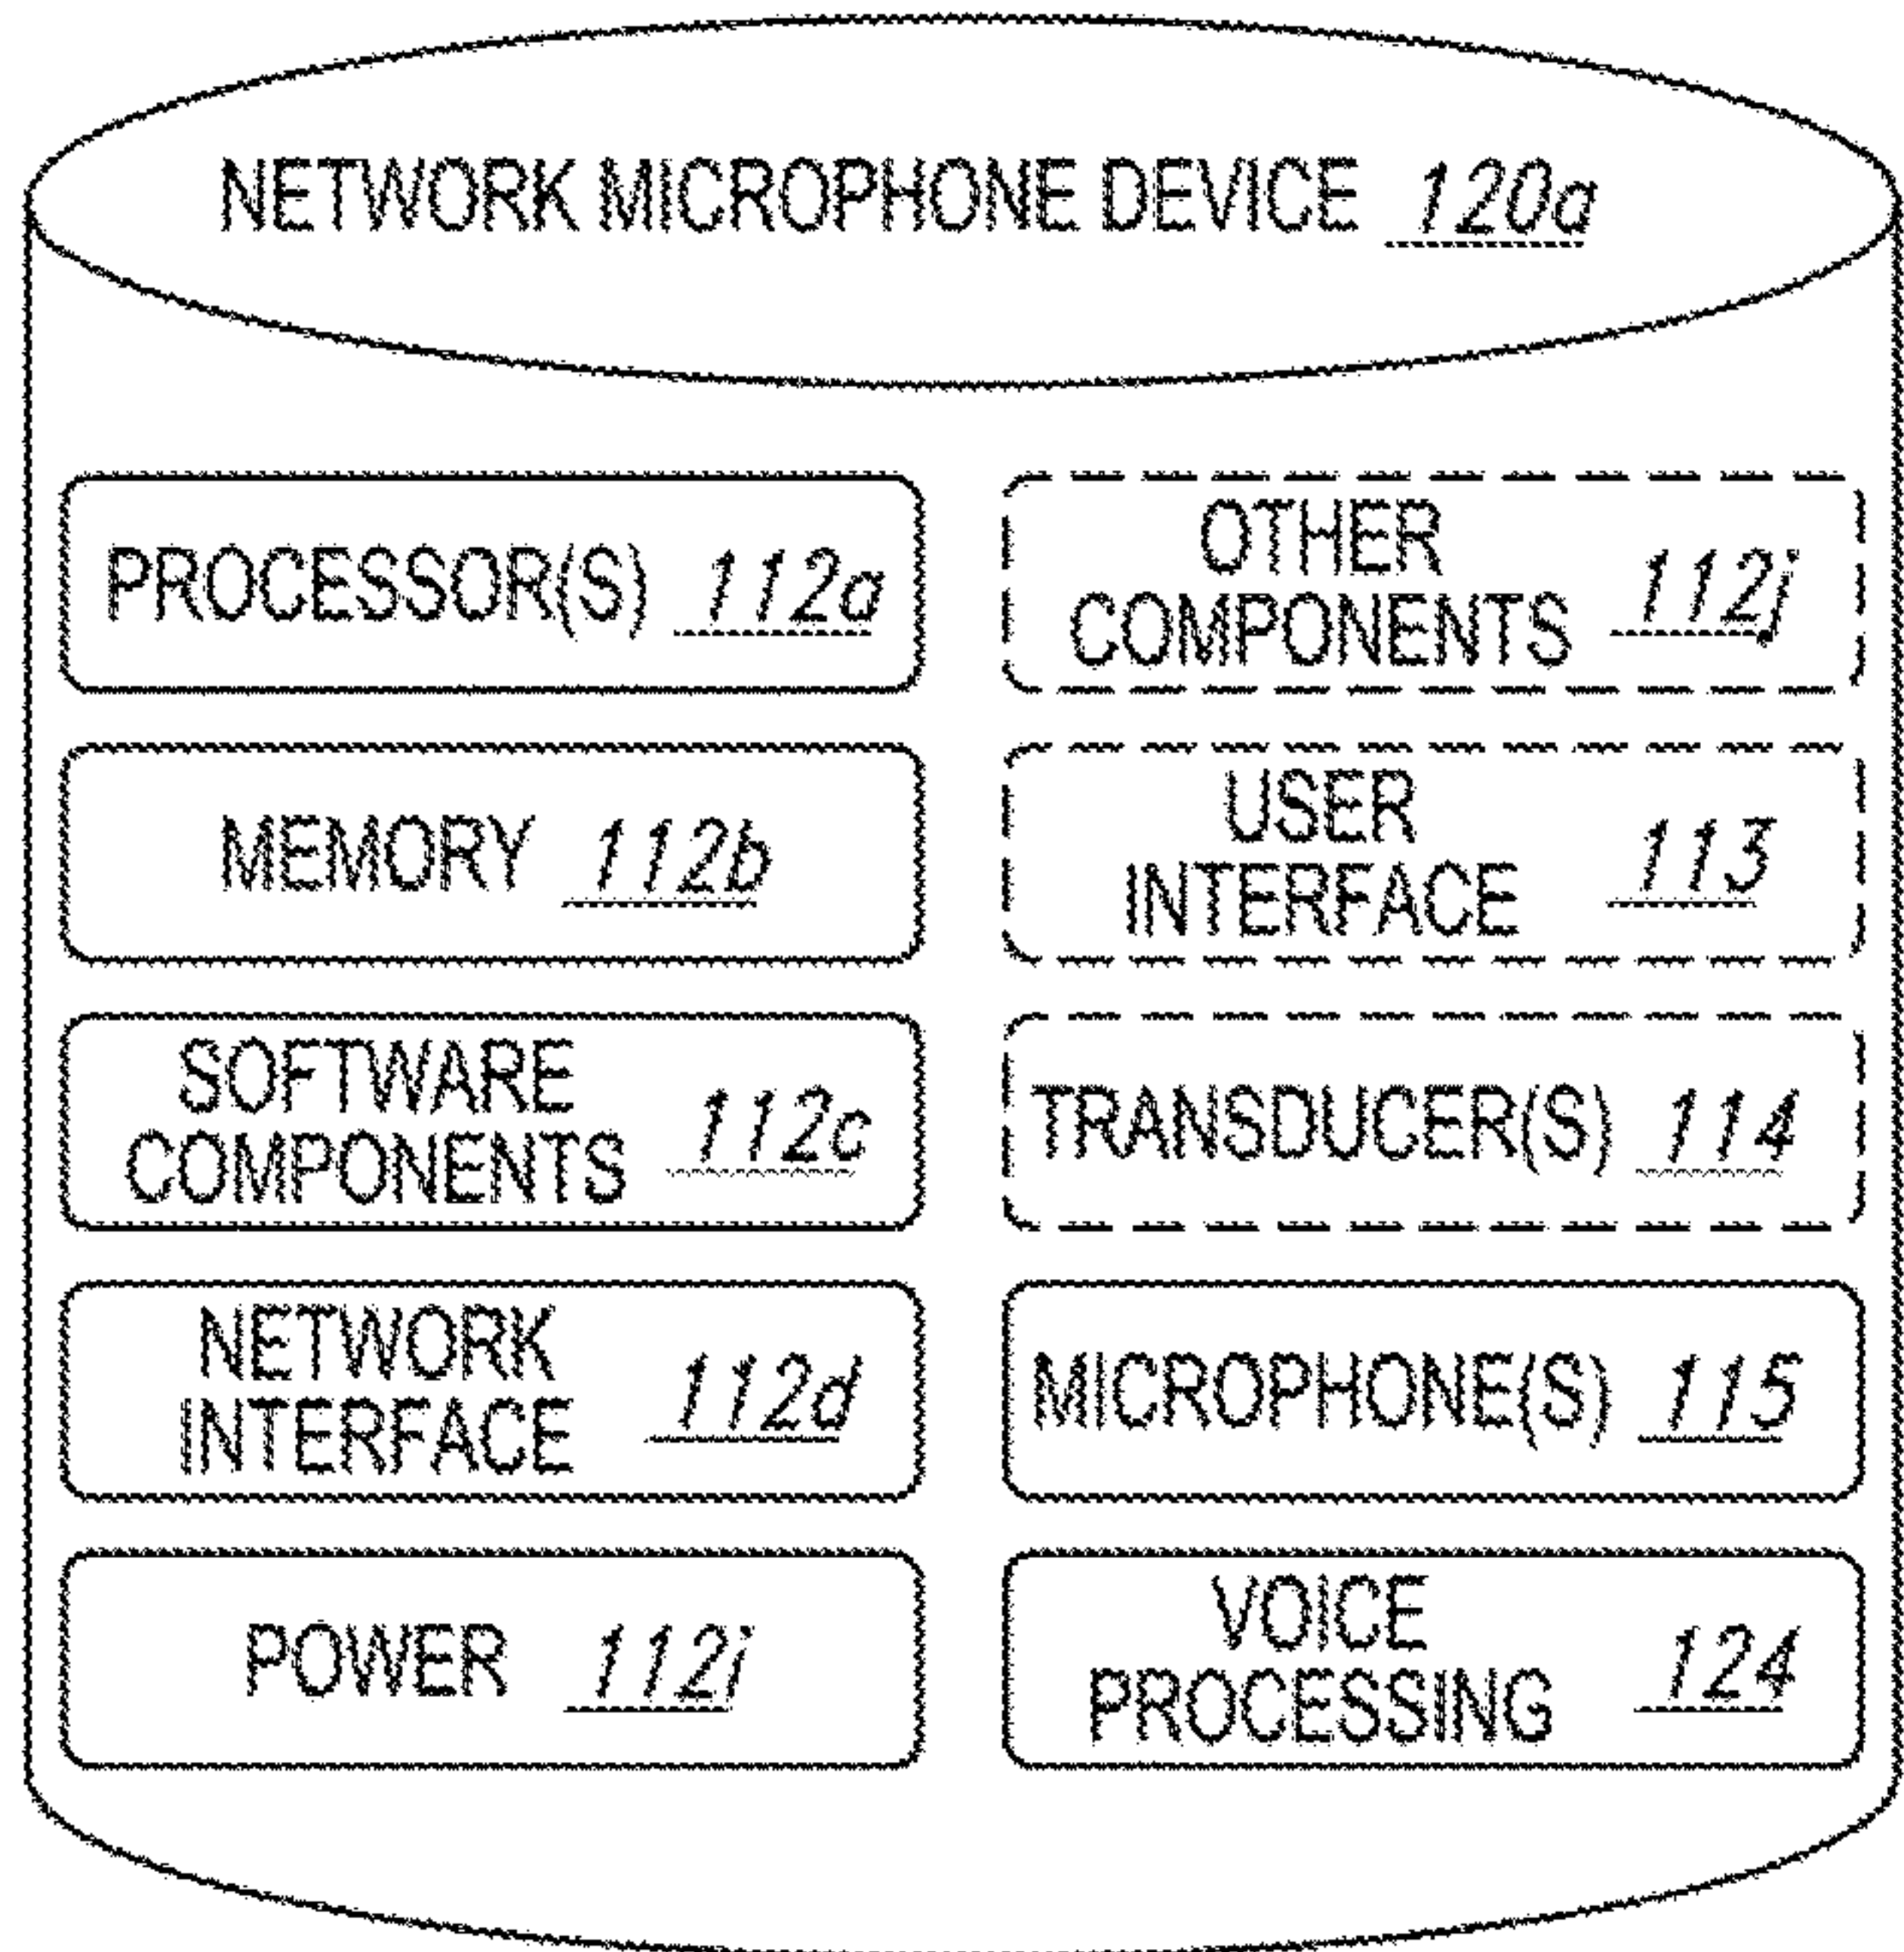 NETWORK MICROPHONE DEVICE 120a
PROCESSOR(S) 112a
MEMORY 112b
SOFTWARE
COMPONENTS 112c
NETWORK
INTERFACE 112d
POWER 112i
OTHER
COMPONENTS 112j
USER
INTERFACE 113
TRANSDUCER(S) 114
MICROPHONE(S) 115
VOICE
PROCESSING 124